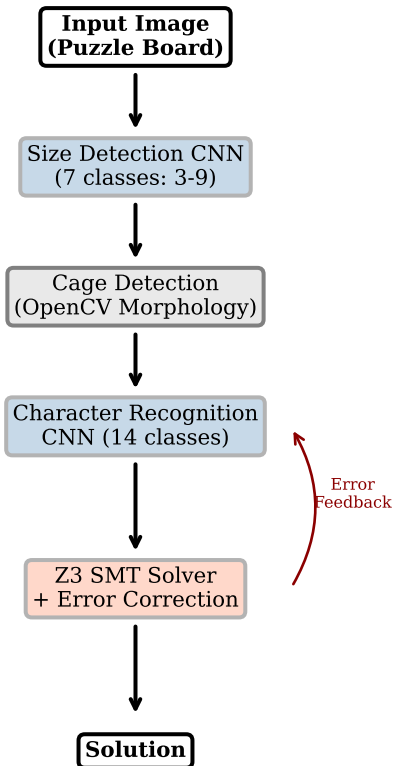 Input Image
(Puzzle Board)
Size Detection CNN
(7 classes: 3-9)
Cage Detection
(OpenCV Morphology)
Character Recognition
CNN (14 classes)
Error
Feedback
Z3 SMT Solver
+ Error Correction
Solution